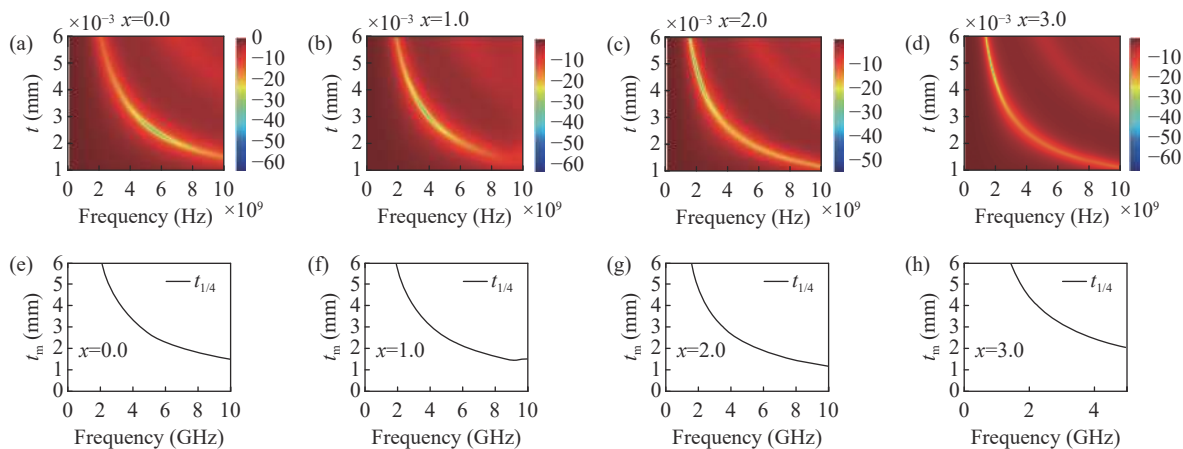 ×10⁻³ x=0.0
(a)
t (mm)
6
5
4
3
2
1
0 2 4 6 8 10
Frequency (Hz) ×10⁹
0
−10
−20
−30
−40
−50
−60
×10⁻³ x=1.0
(b)
t (mm)
6
5
4
3
2
1
0 2 4 6 8 10
Frequency (Hz) ×10⁹
−10
−20
−30
−40
−50
−60
×10⁻³ x=2.0
(c)
t (mm)
6
5
4
3
2
1
0 2 4 6 8 10
Frequency (Hz) ×10⁹
−10
−20
−30
−40
−50
×10⁻³ x=3.0
(d)
t (mm)
6
5
4
3
2
1
0 2 4 6 8 10
Frequency (Hz) ×10⁹
−10
−20
−30
−40
−50
−60
(e)
tₘ (mm)
6
5
4
3
2
1
0
t₁/₄
x=0.0
0 2 4 6 8 10
Frequency (GHz)
(f)
tₘ (mm)
6
5
4
3
2
1
0
t₁/₄
x=1.0
0 2 4 6 8 10
Frequency (GHz)
(g)
tₘ (mm)
6
5
4
3
2
1
0
t₁/₄
x=2.0
0 2 4 6 8 10
Frequency (GHz)
(h)
tₘ (mm)
6
5
4
3
2
1
0
t₁/₄
x=3.0
0 2 4
Frequency (GHz)